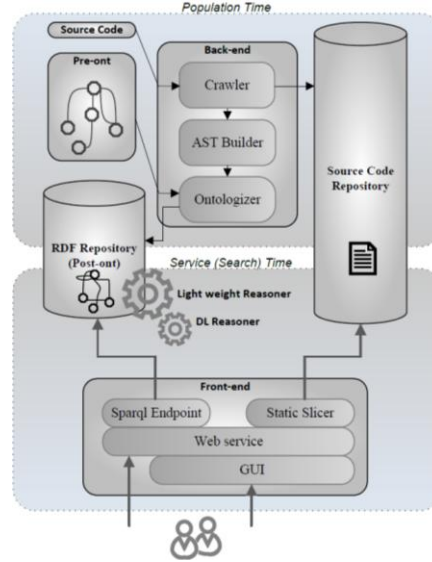 Population Time
Source Code
Back-end
Pre-ont
Crawler
AST Builder
Ontologizer
Source Code
Repository
RDF Repository
(Post-ont)
Service (Search) Time
Light weight Reasoner
DL Reasoner
Front-end
Sparql Endpoint
Static Slicer
Web service
GUI